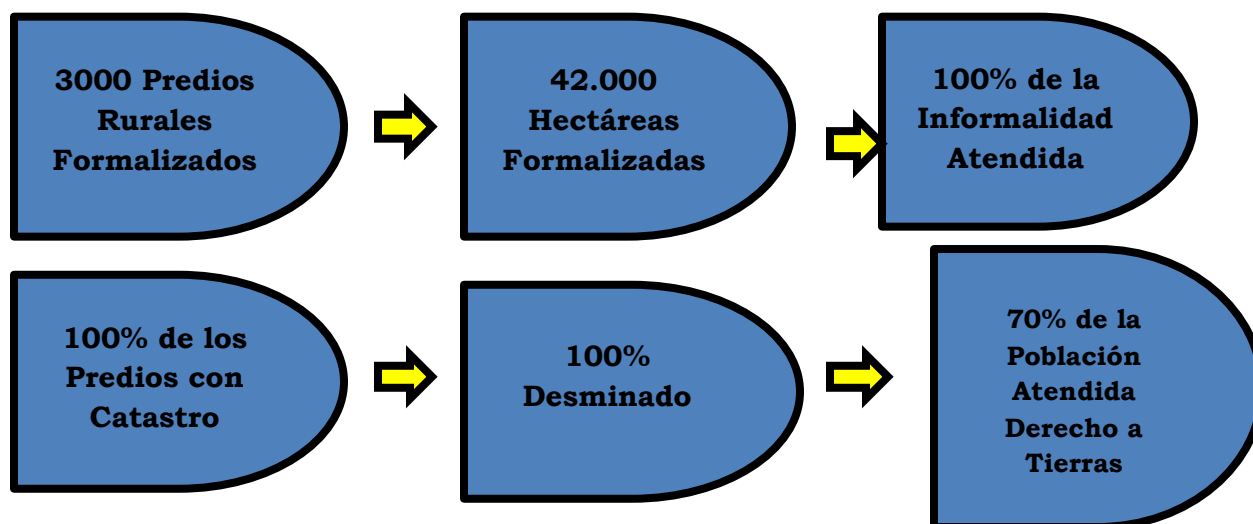 3000 Predios
Rurales
Formalizados
42.000
Hectáreas
Formalizadas
100% de la
Informalidad
Atendida
100% de los
Predios con
Catastro
100%
Desminado
70% de la
Población
Atendida
Derecho a
Tierras